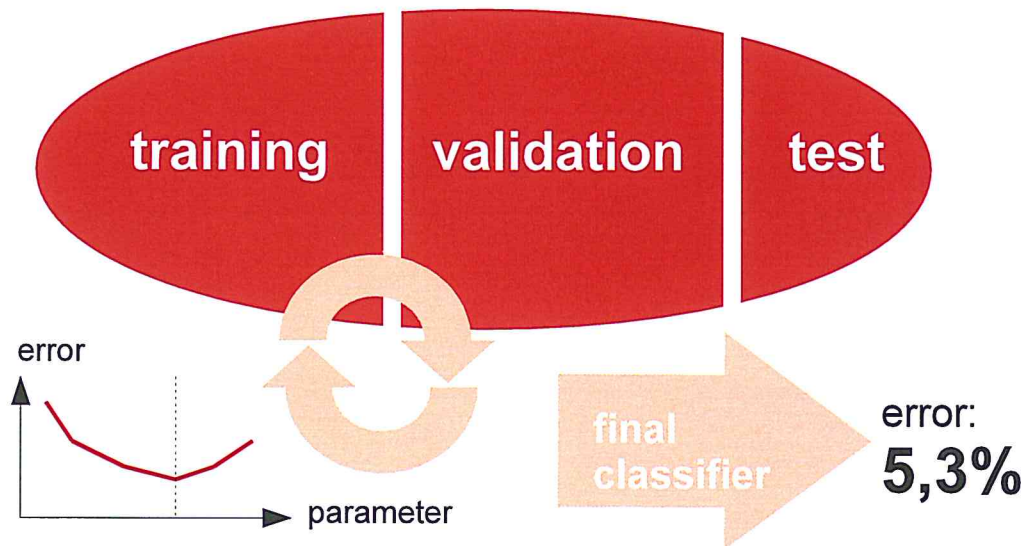 training
validation
test
error
parameter
final
classifier
error:
5,3%